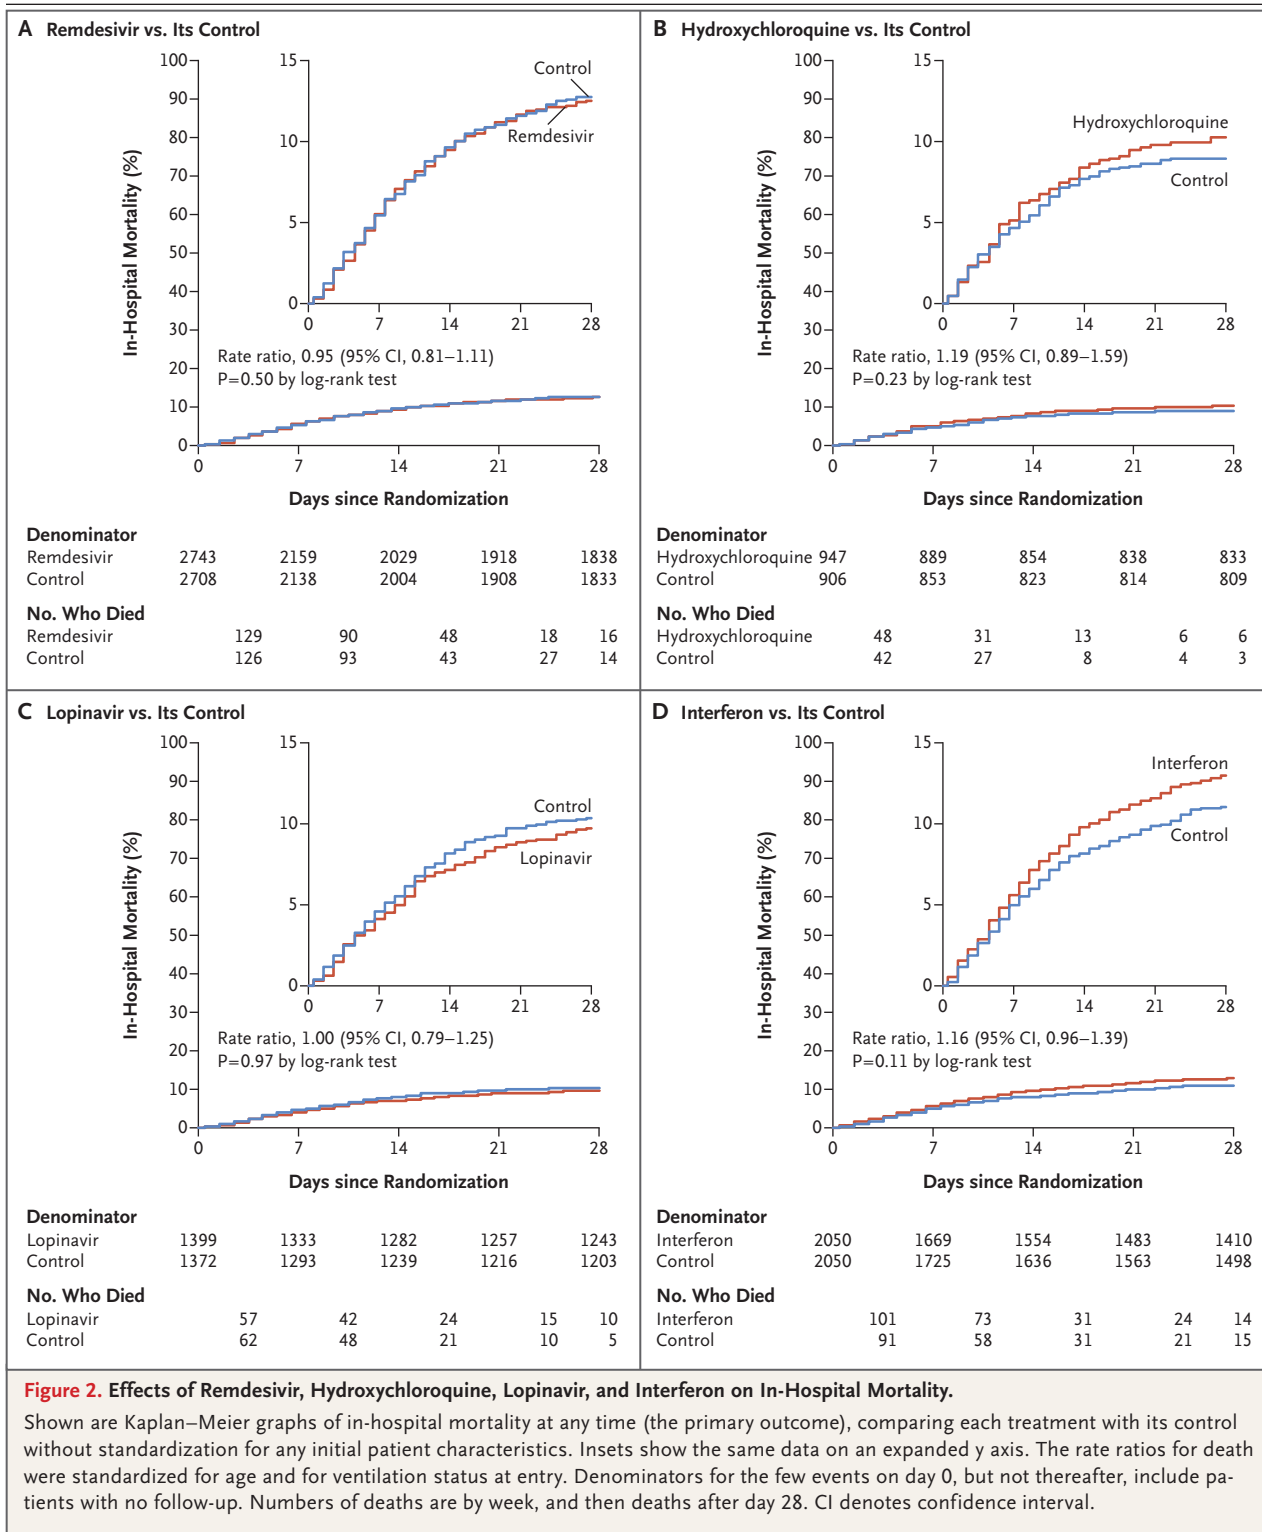 A Remdesivir vs. Its Control
In-Hospital Mortality (%)
100
90
80
70
60
50
40
30
20
10
0
15
10
5
0
0 7 14 21 28
Control
Remdesivir
Rate ratio, 0.95 (95% CI, 0.81–1.11)
P=0.50 by log-rank test
0 7 14 21 28
Days since Randomization
Denominator
Remdesivir 2743 2159 2029 1918 1838
Control 2708 2138 2004 1908 1833
No. Who Died
Remdesivir 129 90 48 18 16
Control 126 93 43 27 14
B Hydroxychloroquine vs. Its Control
In-Hospital Mortality (%)
100
90
80
70
60
50
40
30
20
10
0
15
10
5
0
0 7 14 21 28
Hydroxychloroquine
Control
Rate ratio, 1.19 (95% CI, 0.89–1.59)
P=0.23 by log-rank test
0 7 14 21 28
Days since Randomization
Denominator
Hydroxychloroquine 947 889 854 838 833
Control 906 853 823 814 809
No. Who Died
Hydroxychloroquine 48 31 13 6 6
Control 42 27 8 4 3
C Lopinavir vs. Its Control
In-Hospital Mortality (%)
100
90
80
70
60
50
40
30
20
10
0
15
10
5
0
0 7 14 21 28
Control
Lopinavir
Rate ratio, 1.00 (95% CI, 0.79–1.25)
P=0.97 by log-rank test
0 7 14 21 28
Days since Randomization
Denominator
Lopinavir 1399 1333 1282 1257 1243
Control 1372 1293 1239 1216 1203
No. Who Died
Lopinavir 57 42 24 15 10
Control 62 48 21 10 5
D Interferon vs. Its Control
In-Hospital Mortality (%)
100
90
80
70
60
50
40
30
20
10
0
15
10
5
0
0 7 14 21 28
Interferon
Control
Rate ratio, 1.16 (95% CI, 0.96–1.39)
P=0.11 by log-rank test
0 7 14 21 28
Days since Randomization
Denominator
Interferon 2050 1669 1554 1483 1410
Control 2050 1725 1636 1563 1498
No. Who Died
Interferon 101 73 31 24 14
Control 91 58 31 21 15
Figure 2. Effects of Remdesivir, Hydroxychloroquine, Lopinavir, and Interferon on In-Hospital Mortality.
Shown are Kaplan–Meier graphs of in-hospital mortality at any time (the primary outcome), comparing each treatment with its control
without standardization for any initial patient characteristics. Insets show the same data on an expanded y axis. The rate ratios for death
were standardized for age and for ventilation status at entry. Denominators for the few events on day 0, but not thereafter, include pa-
tients with no follow-up. Numbers of deaths are by week, and then deaths after day 28. CI denotes confidence interval.